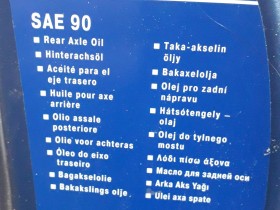 SAE 90
■ Rear Axle Oil
■ Hinterachsöl
■ Aceité para el
eje trasero
■ Huile pour axe
arrière
■ Olio assale
posteriore
■ Olie voor achteras
■ Óleo do eixo
traseiro
■ Bagakselolie
■ Bakakslings olje
■ Taka-akselin
öljy
■ Bakaxelolja
■ Olej pro zadní
nápravu
■ Hátsótengely –
olaj
■ Olej do tylnego
mostu
■ Λάδι πίσω άξονα
■ Масло для задней оси
■ Arka Aks Yağı
■ Ulei axa spate